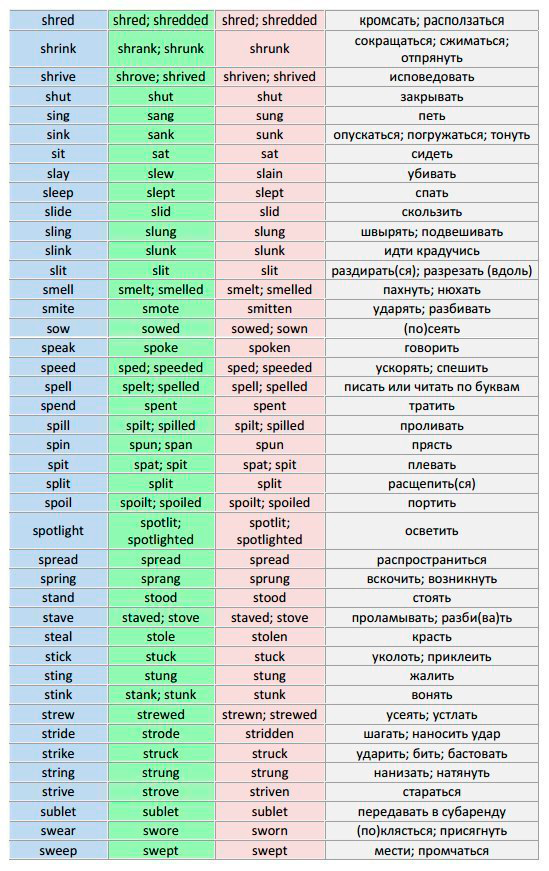 shred shred; shredded shred; shredded кромсать; расползаться
shrink shrank; shrunk shrunk сокращаться; сжиматься;
отпрянуть
shrive shrove; shrived shriven; shrived исповедовать
shut shut shut закрывать
sing sang sung петь
sink sank sunk опускаться; погружаться; тонуть
sit sat sat сидеть
slay slew slain убивать
sleep slept slept спать
slide slid slid скользить
sling slung slung швырять; подвешивать
slink slunk slunk идти крадучись
slit slit slit раздирать(ся); разрезать (вдоль)
smell smelt; smelled smelt; smelled пахнуть; нюхать
smite smote smitten ударять; разбивать
sow sowed sowed; sown (по)сеять
speak spoke spoken говорить
speed sped; speeded sped; speeded ускорять; спешить
spell spelt; spelled spell; spelled писать или читать по буквам
spend spent spent тратить
spill spilt; spilled spilt; spilled проливать
spin spun; span spun прясть
spit spat; spit spat; spit плевать
split split split расщепить(ся)
spoil spoilt; spoiled spoilt; spoiled портить
spotlight spotlit; spotlighted spotlit; spotlighted осветить
spread spread spread распространиться
spring sprang sprung вскочить; возникнуть
stand stood stood стоять
stave staved; stove staved; stove проламывать; разби(ва)ть
steal stole stolen красть
stick stuck stuck уколоть; приклеить
sting stung stung жалить
stink stank; stunk stunk вонять
strew strewed strewn; strewed усеять; устлать
stride strode stridden шагать; наносить удар
strike struck struck ударить; бить; бастовать
string strung strung нанизать; натянуть
strive strove striven стараться
sublet sublet sublet передавать в субаренду
swear swore sworn (по)клясться; присягнуть
sweep swept swept мести; промчаться